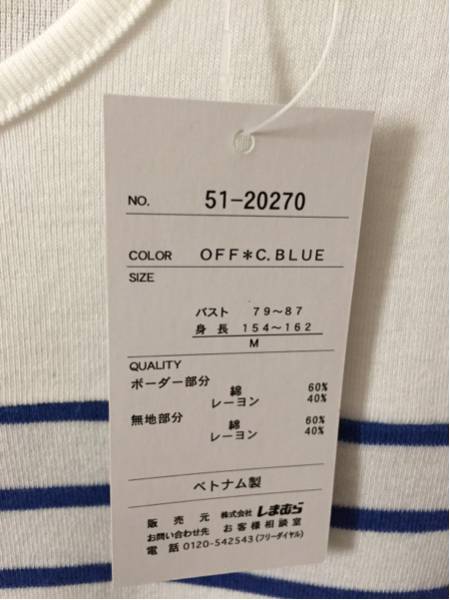 NO. 51-20270
COLOR OFF*C.BLUE
SIZE
バスト 79~87
身長 154~162
M
QUALITY
ボーダー部分
綿 60%
レーヨン 40%
無地部分
綿 60%
レーヨン 40%
ベトナム製
販売元 株式会社しまむら
お問い合わせ先 お客様相談室
電話 0120-542543(フリーダイヤル)